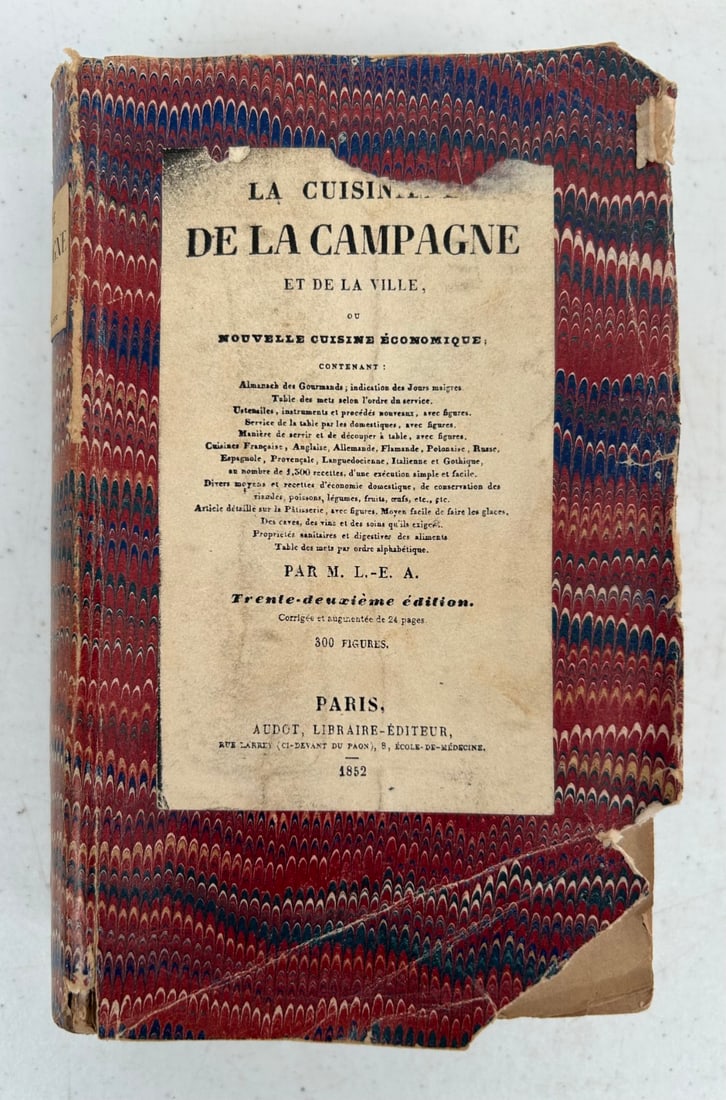 LA
DE LA CAMPAGNE
ET DE LA VILLE,
OU
NOUVELLE CUISINE ÉCONOMIQUE;
CONTENANT :
Almanach des Gourmands; indication des Jours maigres.
Table des mets selon l'ordre du service.
Ustensiles, instruments et procédés nouveaux, avec figures.
Service de la table par les domestiques, avec figures.
Manière de servir et de découper à table, avec figures.
Cuisines Française, Anglaise, Allemande, Flamande, Polonaise, Russe,
Espagnole, Provençale, Languedocienne, Italienne et Gothique,
au nombre de 1,500 recettes, d'une exécution simple et facile.
Divers moyens et recettes d'économie domestique, de conservation des
viandes, poissons, légumes, fruits, œufs, etc., etc.
Article détaillé sur la Pâtisserie, avec figures. Moyen facile de faire les glaces.
Des caves, des vins et des soins qu'ils exigent.
Propriétés sanitaires et digestives des aliments
Table des mets par ordre alphabétique.
PAR M. L.-E. A.
Trente-deuxième édition.
Corrigée et augmentée de 24 pages.
300 FIGURES.
PARIS,
AUDOT, LIBRAIRE-ÉDITEUR,
RUE LARREY (CI-DEVANT DU PAON), 8, ÉCOLE-DE-MÉDECINE.
1852